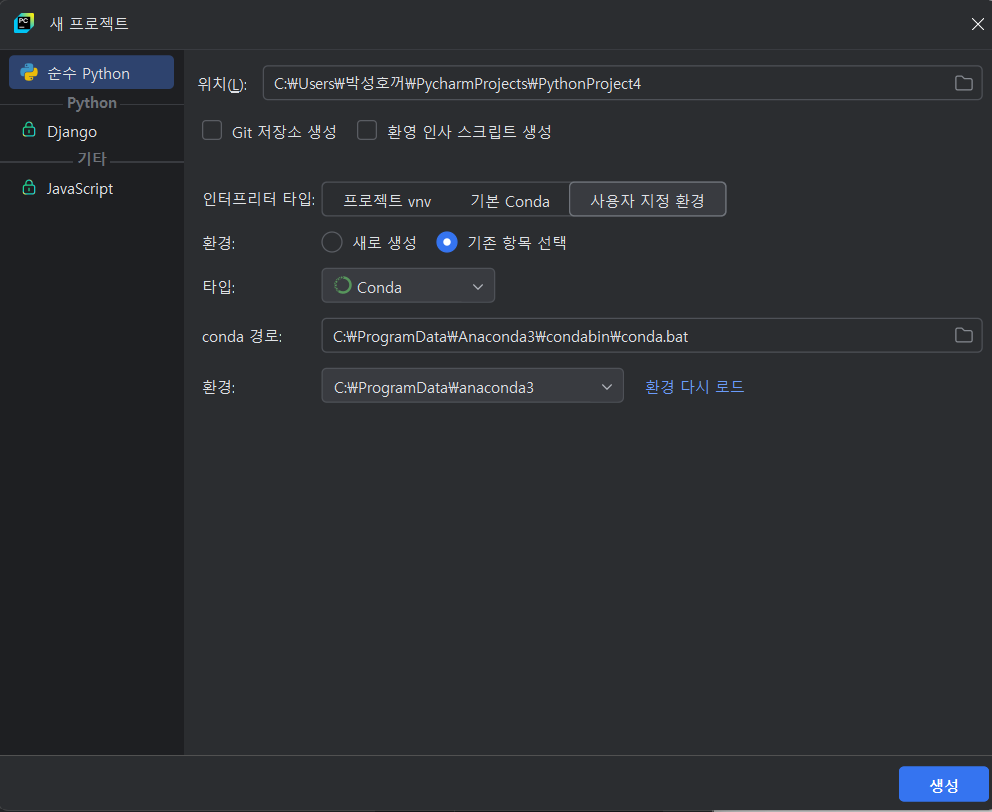 새 프로젝트
순수 Python
Python
Django
기타
JavaScript
위치(L): C:₩Users₩박성호꺼₩PycharmProjects₩PythonProject4
Git 저장소 생성 환영 인사 스크립트 생성
인터프리터 타입: 프로젝트 vnv 기본 Conda 사용자 지정 환경
환경: 새로 생성 기존 항목 선택
타입: Conda
conda 경로: C:₩ProgramData₩Anaconda3₩condabin₩conda.bat
환경: C:₩ProgramData₩anaconda3 환경 다시 로드
생성